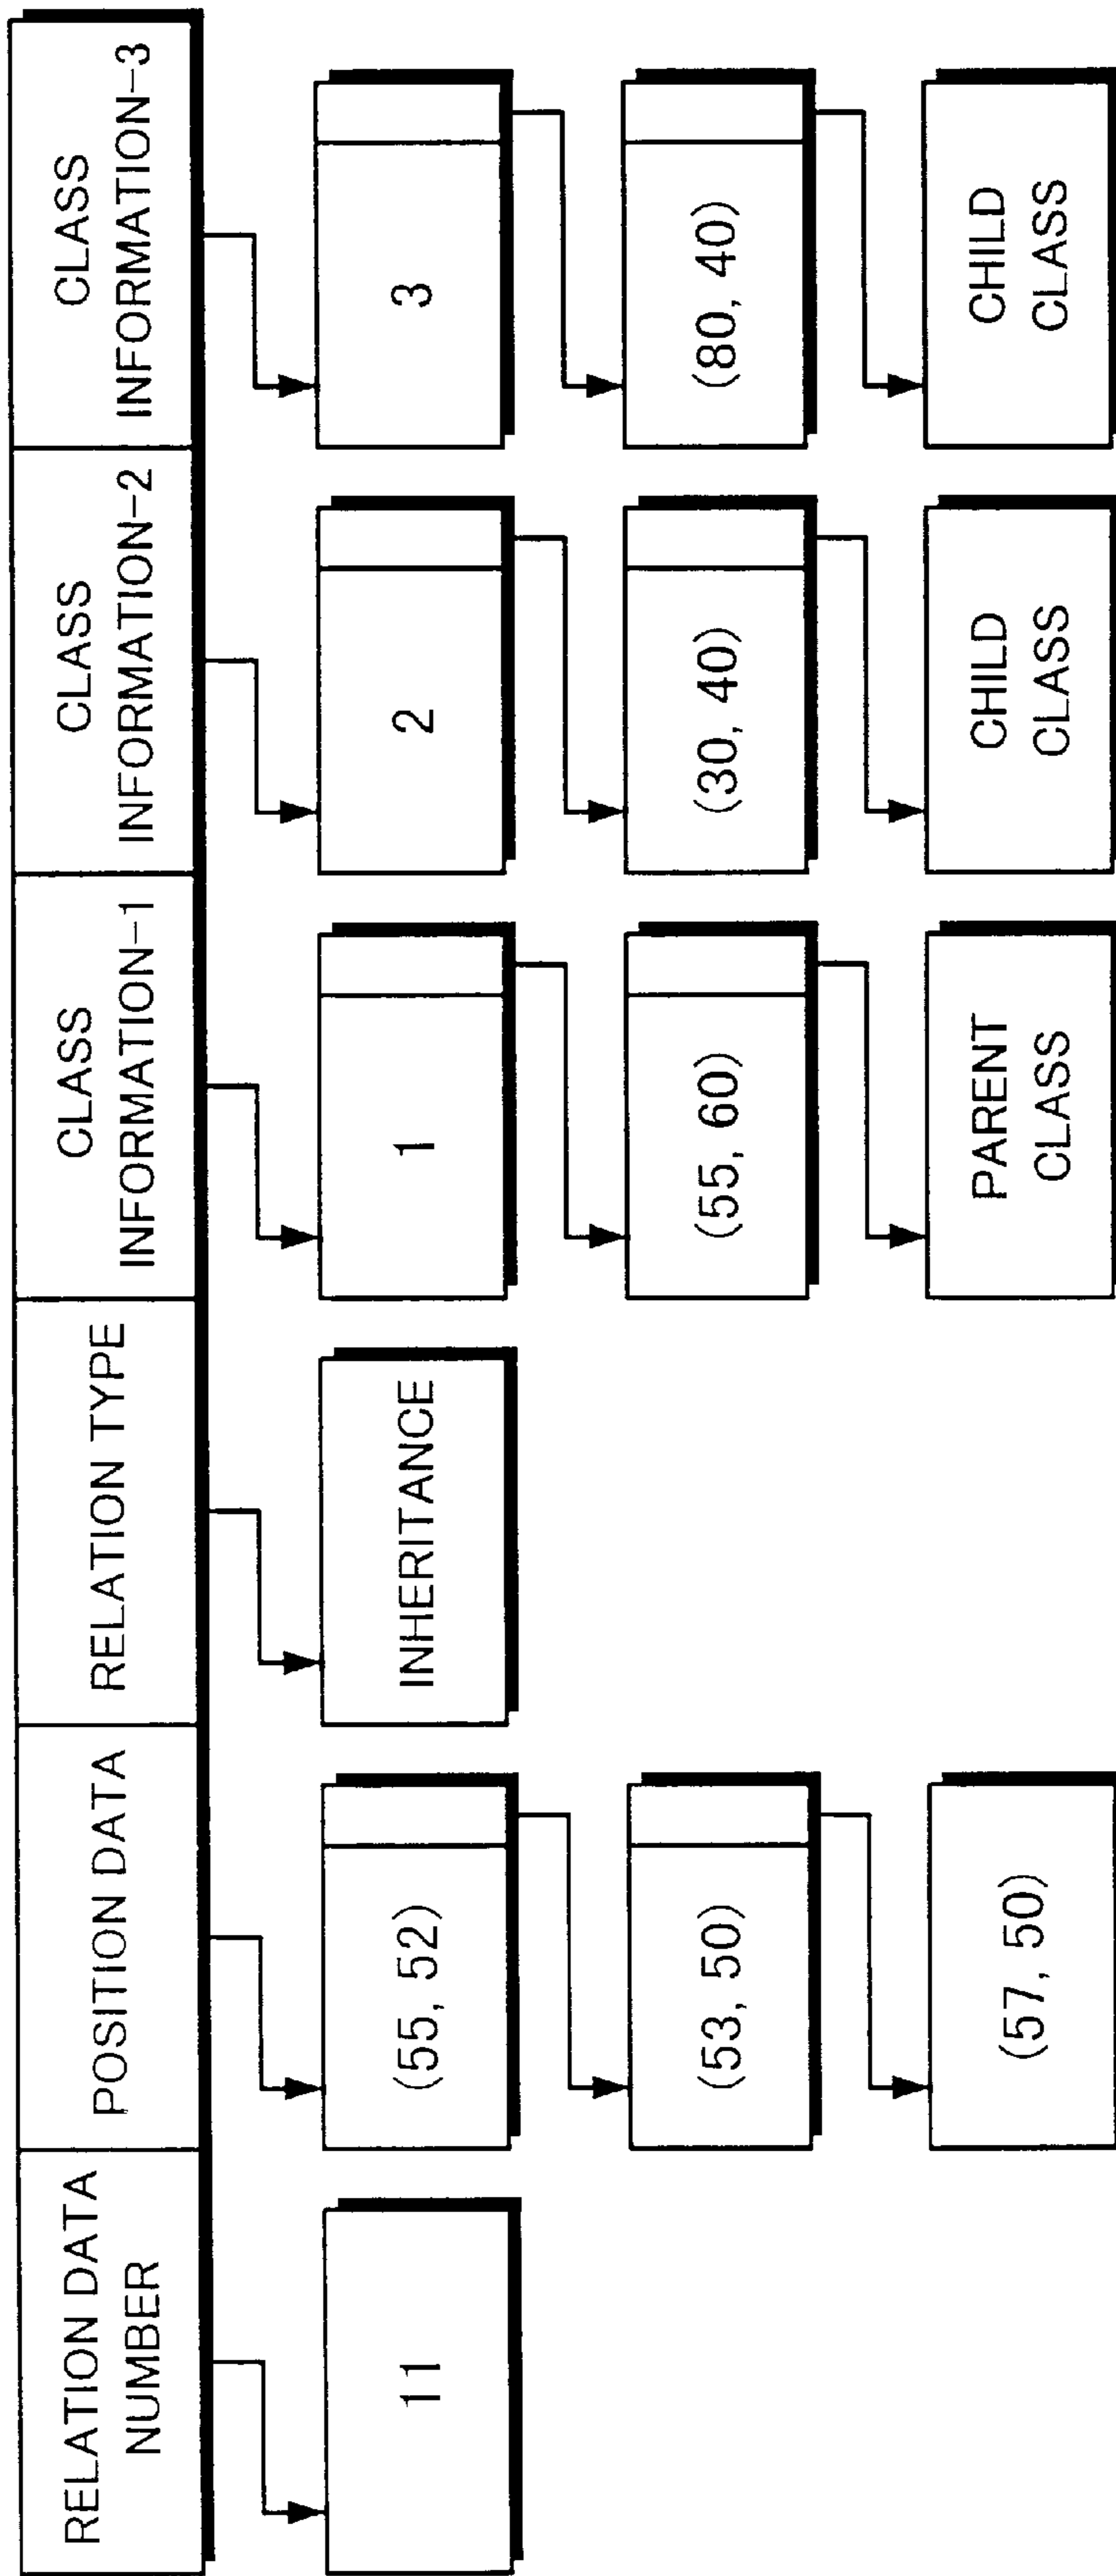 RELATION DATA
NUMBER
POSITION DATA
RELATION TYPE
CLASS
INFORMATION-1
CLASS
INFORMATION-2
CLASS
INFORMATION-3
11
(55, 52)
INHERITANCE
1
2
3
(53, 50)
(55, 60)
(30, 40)
(80, 40)
(57, 50)
PARENT
CLASS
CHILD
CLASS
CHILD
CLASS